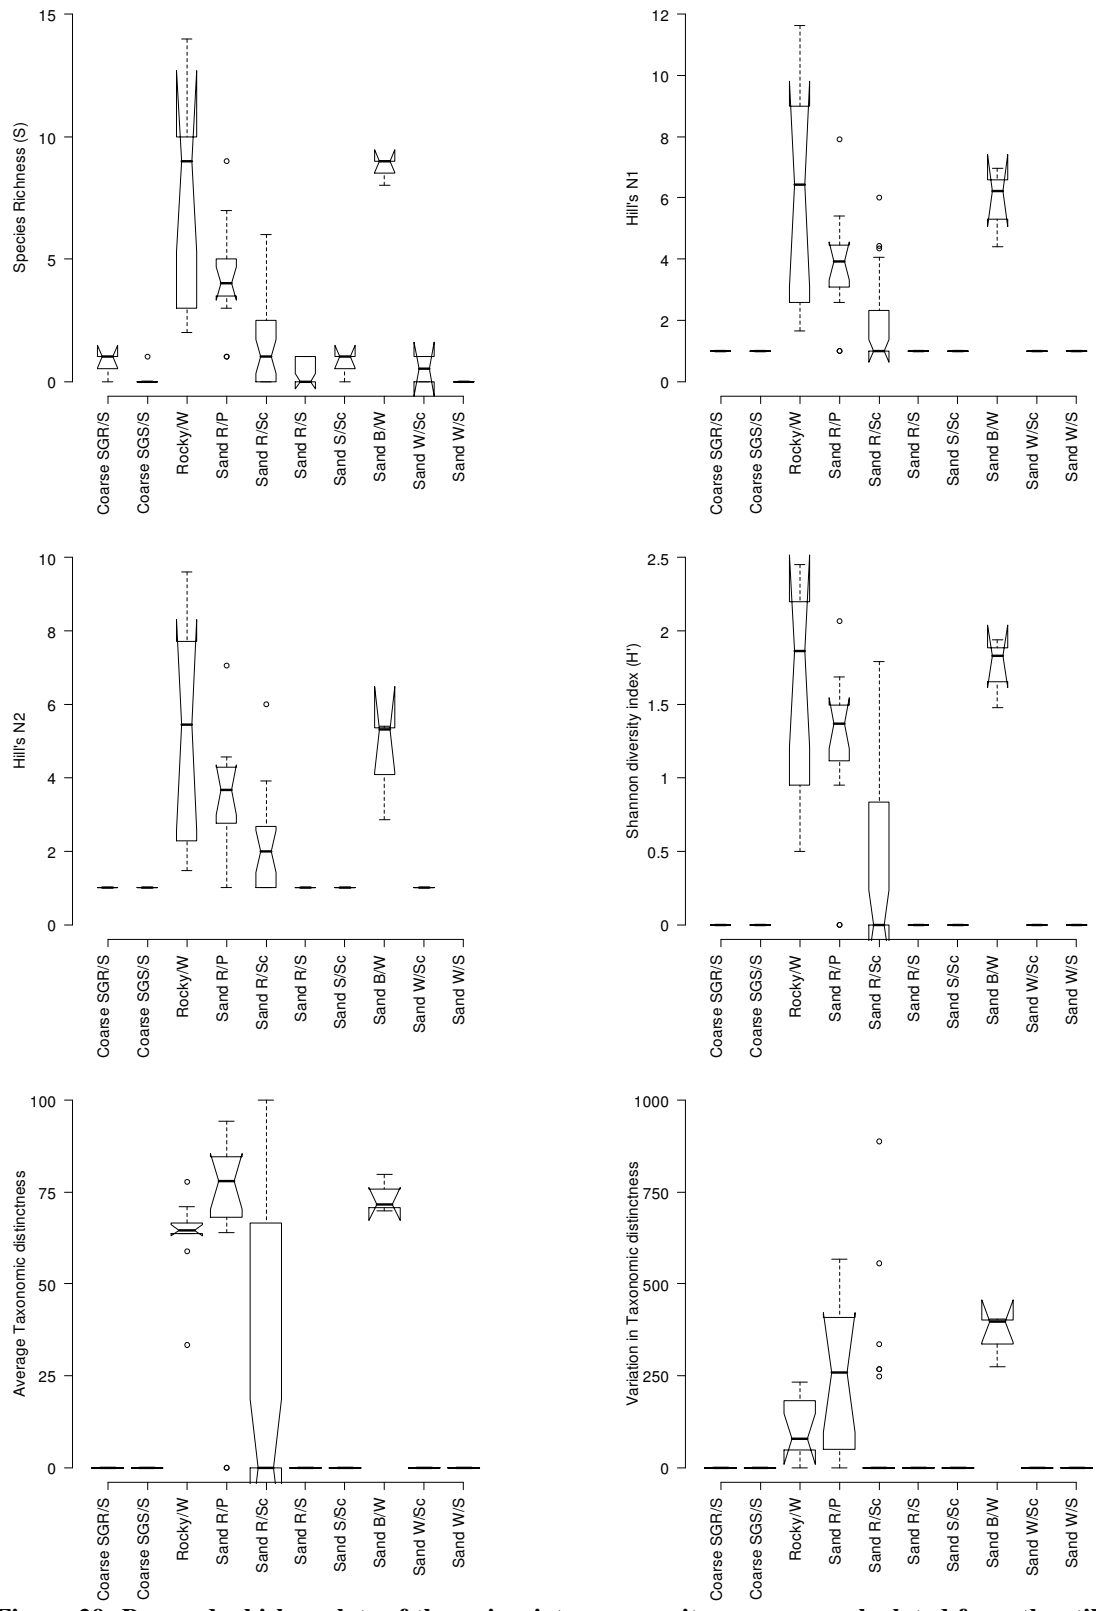 15
10
5
0
Species Richness (S)
Coarse SGR/S
Coarse SGS/S
Rocky/W
Sand R/P
Sand R/Sc
Sand R/S
Sand S/Sc
Sand B/W
Sand W/Sc
Sand W/S
12
10
8
6
4
2
0
Hill's N1
Coarse SGR/S
Coarse SGS/S
Rocky/W
Sand R/P
Sand R/Sc
Sand R/S
Sand S/Sc
Sand B/W
Sand W/Sc
Sand W/S
10
8
6
4
2
0
Hill's N2
Coarse SGR/S
Coarse SGS/S
Rocky/W
Sand R/P
Sand R/Sc
Sand R/S
Sand S/Sc
Sand B/W
Sand W/Sc
Sand W/S
2.5
2
1.5
1
0.5
0
Shannon diversity index (H')
Coarse SGR/S
Coarse SGS/S
Rocky/W
Sand R/P
Sand R/Sc
Sand R/S
Sand S/Sc
Sand B/W
Sand W/Sc
Sand W/S
100
75
50
25
0
Average Taxonomic distinctness
Coarse SGR/S
Coarse SGS/S
Rocky/W
Sand R/P
Sand R/Sc
Sand R/S
Sand S/Sc
Sand B/W
Sand W/Sc
Sand W/S
1000
750
500
250
0
Variation in Taxonomic distinctness
Coarse SGR/S
Coarse SGS/S
Rocky/W
Sand R/P
Sand R/Sc
Sand R/S
Sand S/Sc
Sand B/W
Sand W/Sc
Sand W/S